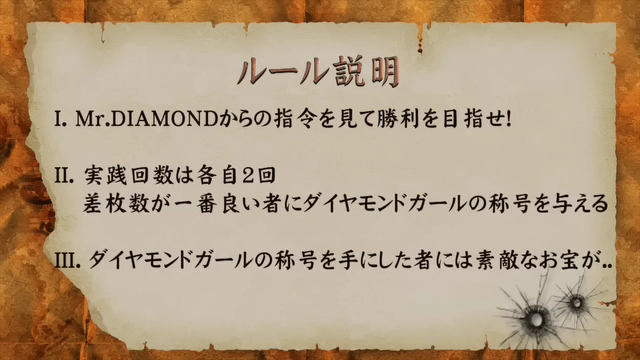 ルール説明
I. Mr.DIAMONDからの指令を見て勝利を目指せ!
II. 実践回数は各自2回
差枚数が一番良い者にダイヤモンドガールの称号を与える
III. ダイヤモンドガールの称号を手にした者には素敵なお宝が..